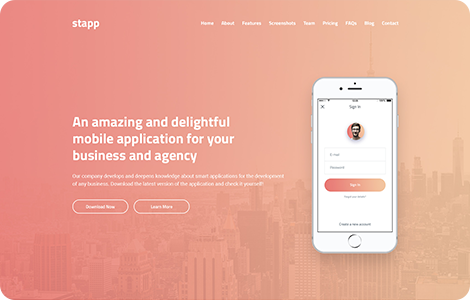 stapp
Home About Features Screenshots Team Pricing FAQs Blog Contact
An amazing and delightful
mobile application for your
business and agency
Our company develops and deepens knowledge about smart applications for the development
of any business. Download the latest version of the application and check it yourself!
Download Now Learn More
Sign in
E-mail
Password
Sign in
Create a new account